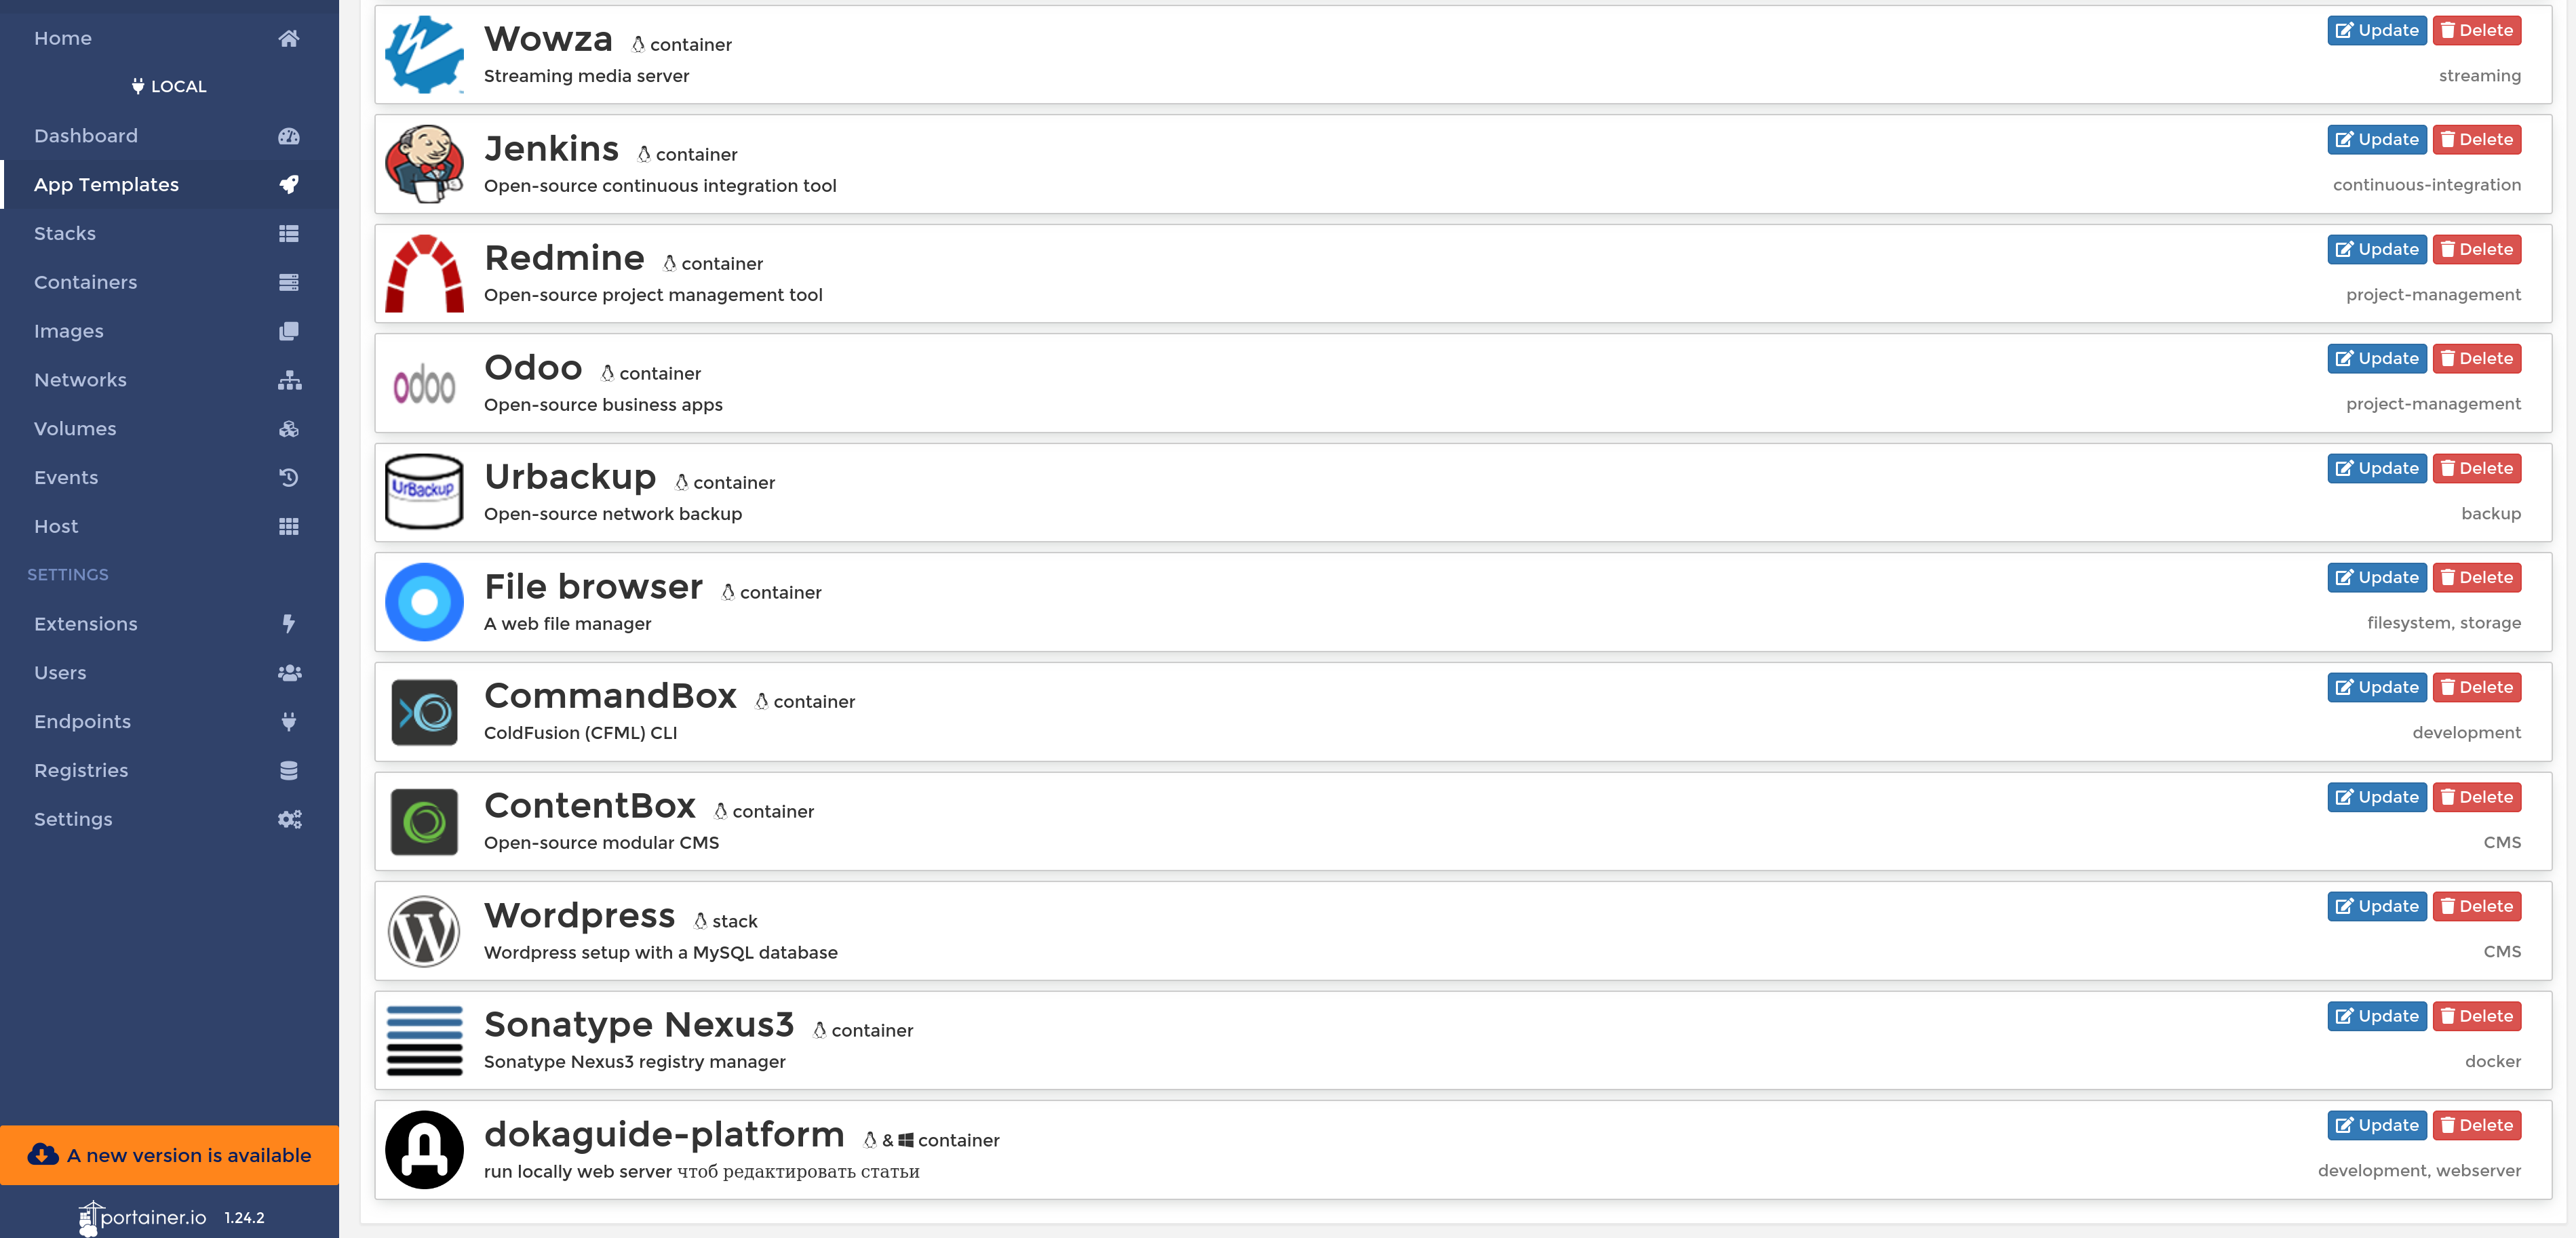 Home
LOCAL
Dashboard
App Templates
Stacks
Containers
Images
Networks
Volumes
Events
Host
SETTINGS
Extensions
Users
Endpoints
Registries
Settings
A new version is available
portainer.io 1.24.2
Wowza container
Update Delete
Streaming media server
streaming
Jenkins container
Update Delete
Open-source continuous integration tool
continuous-integration
Redmine container
Update Delete
Open-source project management tool
project-management
odoo
Odoo container
Update Delete
Open-source business apps
project-management
UrBackup
Urbackup container
Update Delete
Open-source network backup
backup
File browser container
Update Delete
A web file manager
filesystem, storage
CommandBox container
Update Delete
ColdFusion (CFML) CLI
development
ContentBox container
Update Delete
Open-source modular CMS
CMS
Wordpress stack
Update Delete
Wordpress setup with a MySQL database
CMS
Sonatype Nexus3 container
Update Delete
Sonatype Nexus3 registry manager
docker
dokaguide-platform & container
Update Delete
run locally web server чтоб редактировать статьи
development, webserver